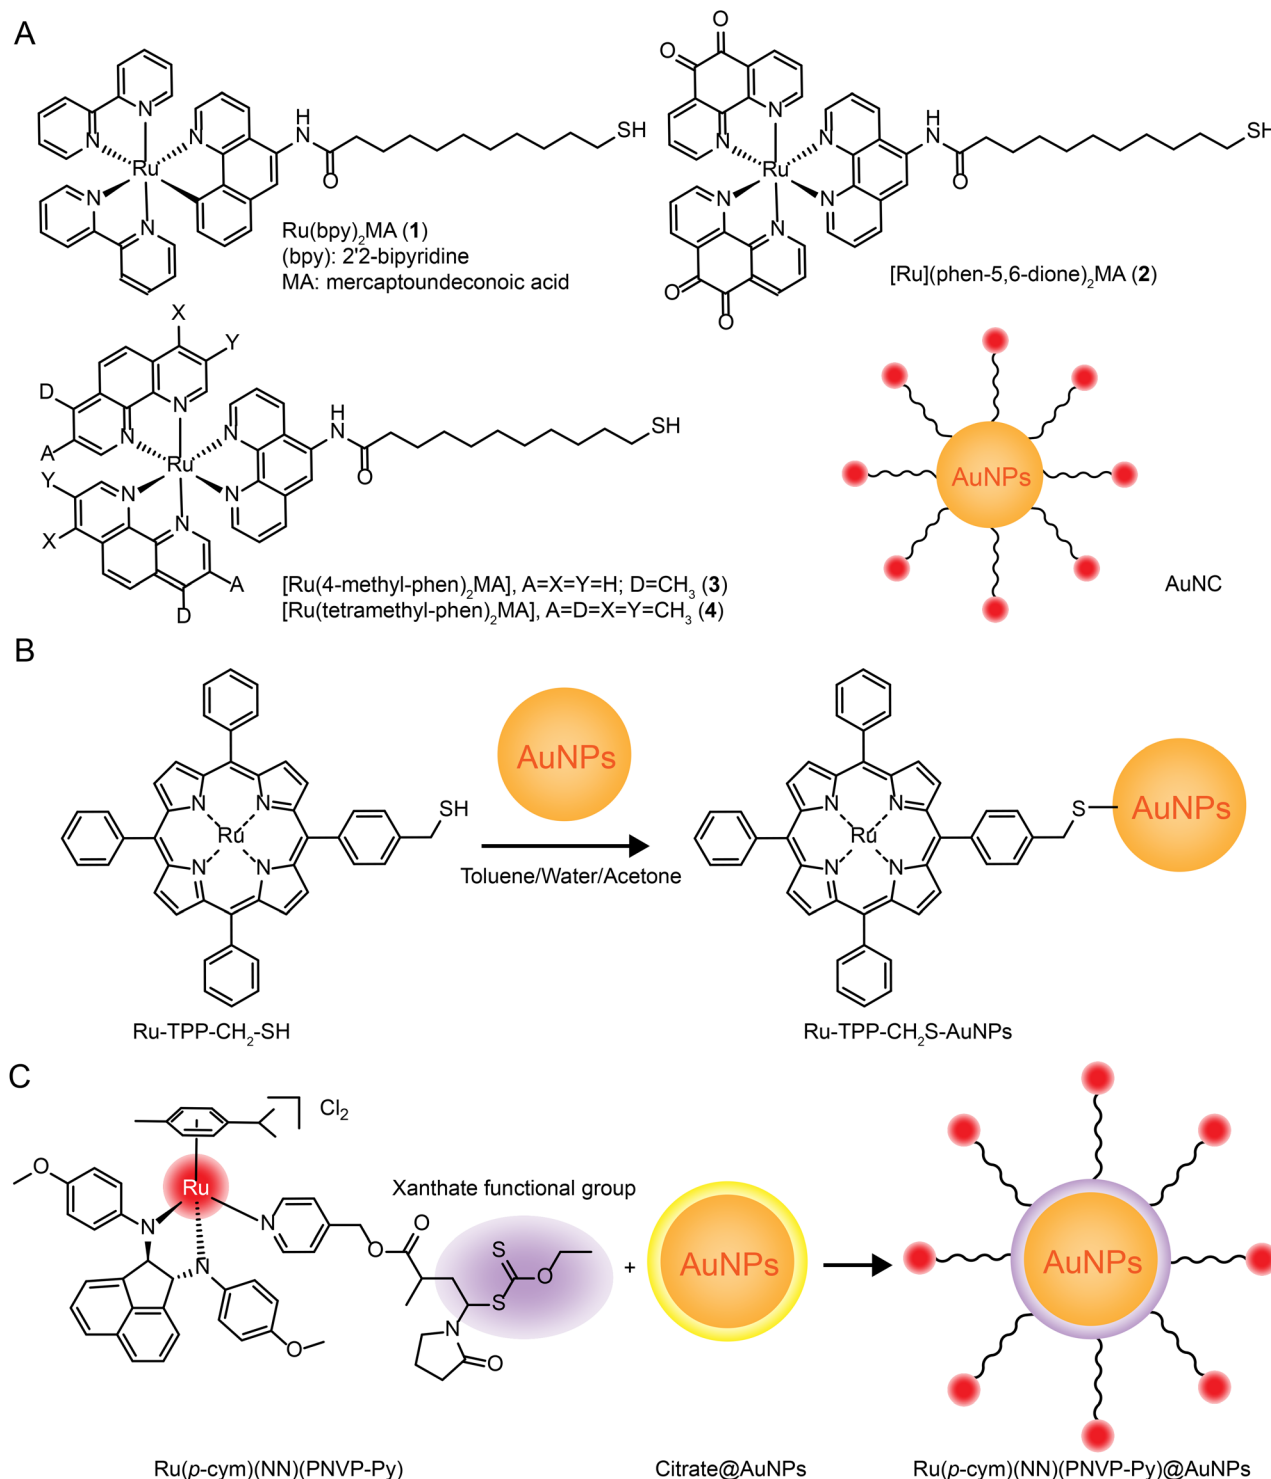 A
N
N
N
N
N
Ru
H
N
O
SH
Ru(bpy)₂MA (1)
(bpy): 2'2-bipyridine
MA: mercaptoundeconoic acid
O
O
N
N
N
N
N
N
Ru
O
O
H
N
O
SH
[Ru](phen-5,6-dione)₂MA (2)
X
Y
D
A
N
N
N
N
N
N
Ru
Y
X
A
D
H
N
O
SH
[Ru(4-methyl-phen)₂MA], A=X=Y=H; D=CH₃ (3)
[Ru(tetramethyl-phen)₂MA], A=D=X=Y=CH₃ (4)
AuNPs
AuNC
B
N
N
Ru
N
N
SH
AuNPs
Toluene/Water/Acetone
N
N
Ru
N
N
S
AuNPs
Ru-TPP-CH₂-SH
Ru-TPP-CH₂S-AuNPs
C
Cl₂
Ru
O
N
N
O
N
O
O
Xanthate functional group
S
O
S
N
O
+
AuNPs
AuNPs
Ru(p-cym)(NN)(PNVP-Py)
Citrate@AuNPs
Ru(p-cym)(NN)(PNVP-Py)@AuNPs